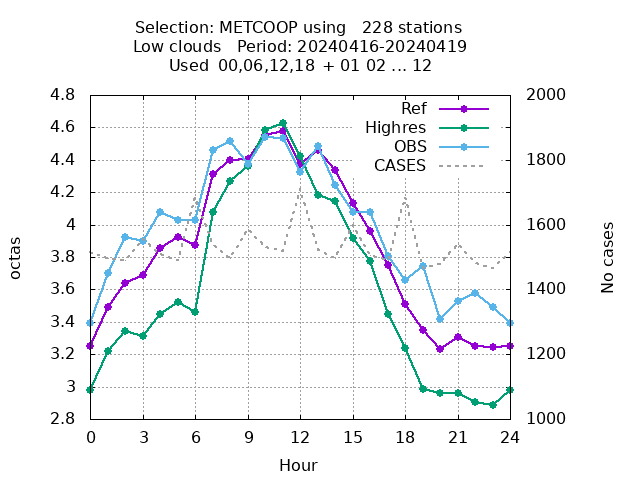 Selection: METCOOP using   228 stations
Low clouds   Period: 20240416-20240419
Used  00,06,12,18 + 01 02 ... 12
4.8
4.6
4.4
4.2
4
3.8
3.6
3.4
3.2
3
2.8
octas
2000
1800
1600
1400
1200
1000
No cases
Ref
Highres
OBS
CASES
0 3 6 9 12 15 18 21 24
Hour